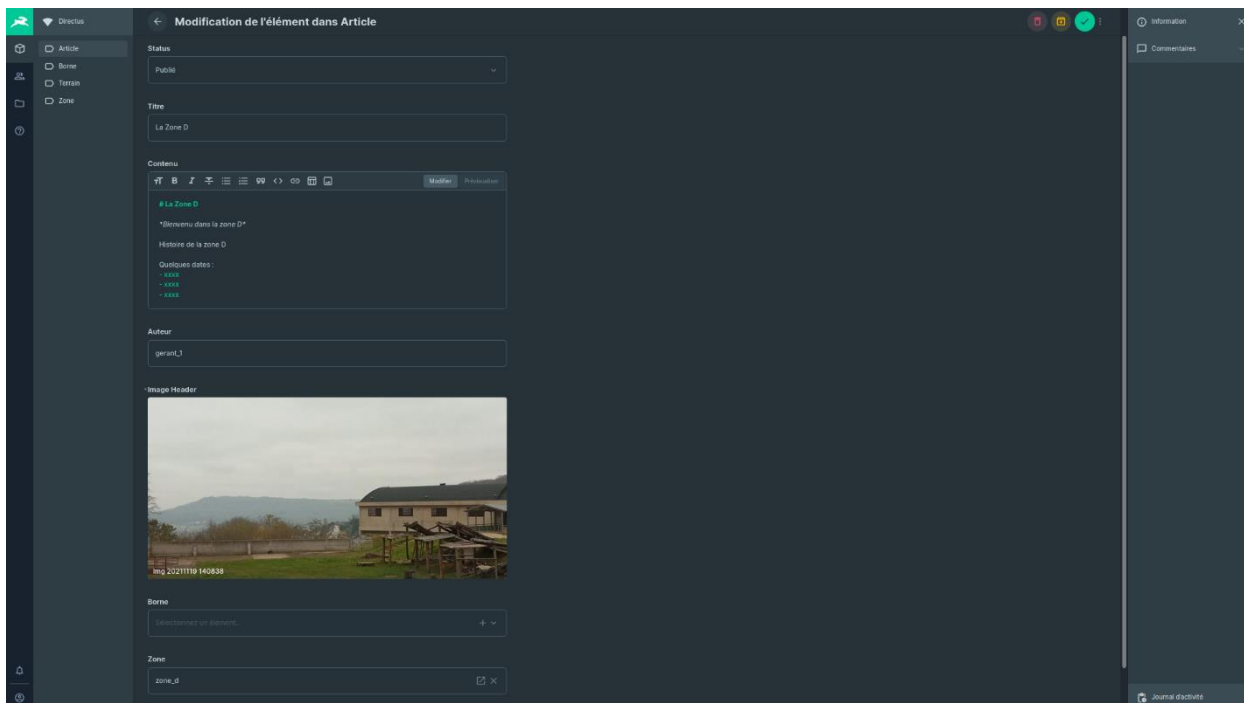 Directus
Article
Borne
Terrain
Zone
Modification de l'élément dans Article
Status
Publié
Titre
La Zone D
Contenu
Modifier Prévisualiser
# La Zone D
*Bienvenu dans la zone D*
Histoire de la zone D
Quelques dates :
- xxxx
- xxxx
- xxxx
Auteur
gerant_1
*Image Header
Img 20211119 140838
Borne
Sélectionnez un élément...
Zone
zone_d
Information
Commentaires
Journal d'activité